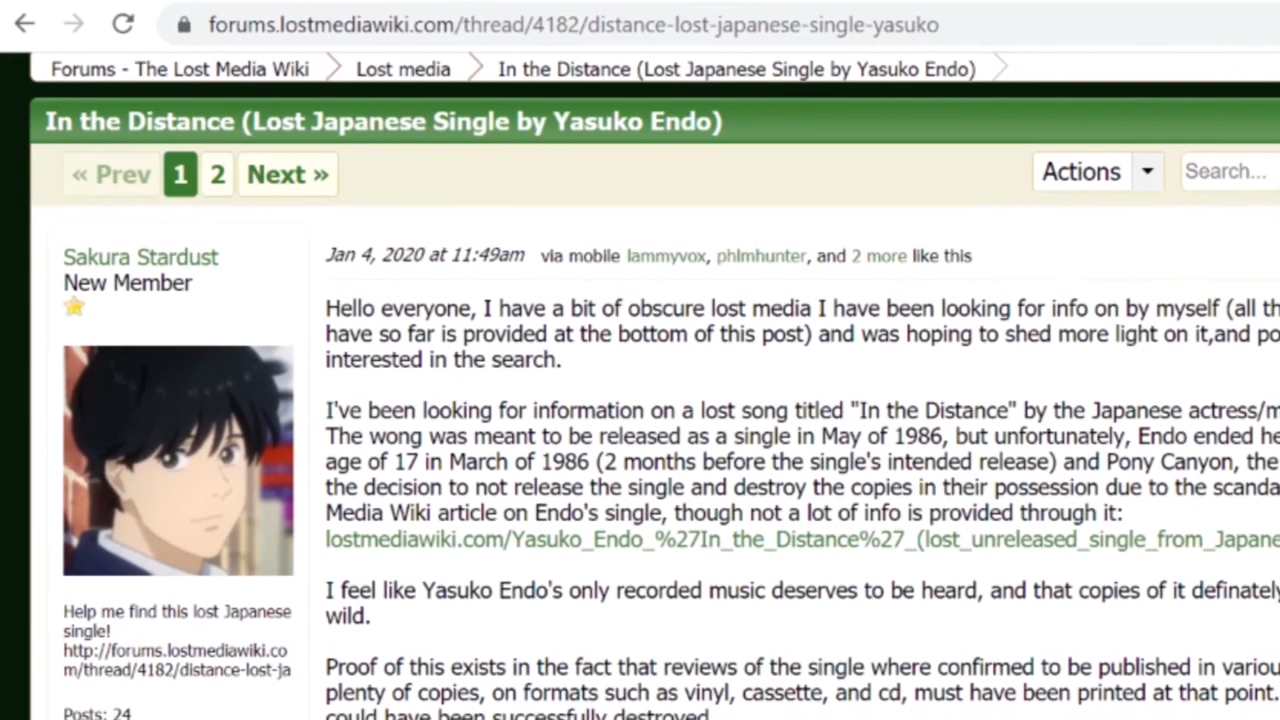 forums.lostmediawiki.com/thread/4182/distance-lost-japanese-single-yasuko
Forums - The Lost Media Wiki Lost media In the Distance (Lost Japanese Single by Yasuko Endo)
In the Distance (Lost Japanese Single by Yasuko Endo)
« Prev 1 2 Next » Actions Search...
Sakura Stardust
New Member
Jan 4, 2020 at 11:49am via mobile lammyvox, phlmhunter, and 2 more like this
Hello everyone, I have a bit of obscure lost media I have been looking for info on by myself (all th
have so far is provided at the bottom of this post) and was hoping to shed more light on it,and po
interested in the search.
I've been looking for information on a lost song titled "In the Distance" by the Japanese actress/m
The wong was meant to be released as a single in May of 1986, but unfortunately, Endo ended he
age of 17 in March of 1986 (2 months before the single's intended release) and Pony Canyon, the
the decision to not release the single and destroy the copies in their possession due to the scanda
Media Wiki article on Endo's single, though not a lot of info is provided through it:
lostmediawiki.com/Yasuko_Endo_%27In_the_Distance%27_(lost_unreleased_single_from_Japane
I feel like Yasuko Endo's only recorded music deserves to be heard, and that copies of it definately
wild.
Proof of this exists in the fact that reviews of the single where confirmed to be published in variou
plenty of copies, on formats such as vinyl, cassette, and cd, must have been printed at that point.
could have been successfully destroyed.
Help me find this lost Japanese
single!
http://forums.lostmediawiki.co
m/thread/4182/distance-lost-ja
Posts: 24